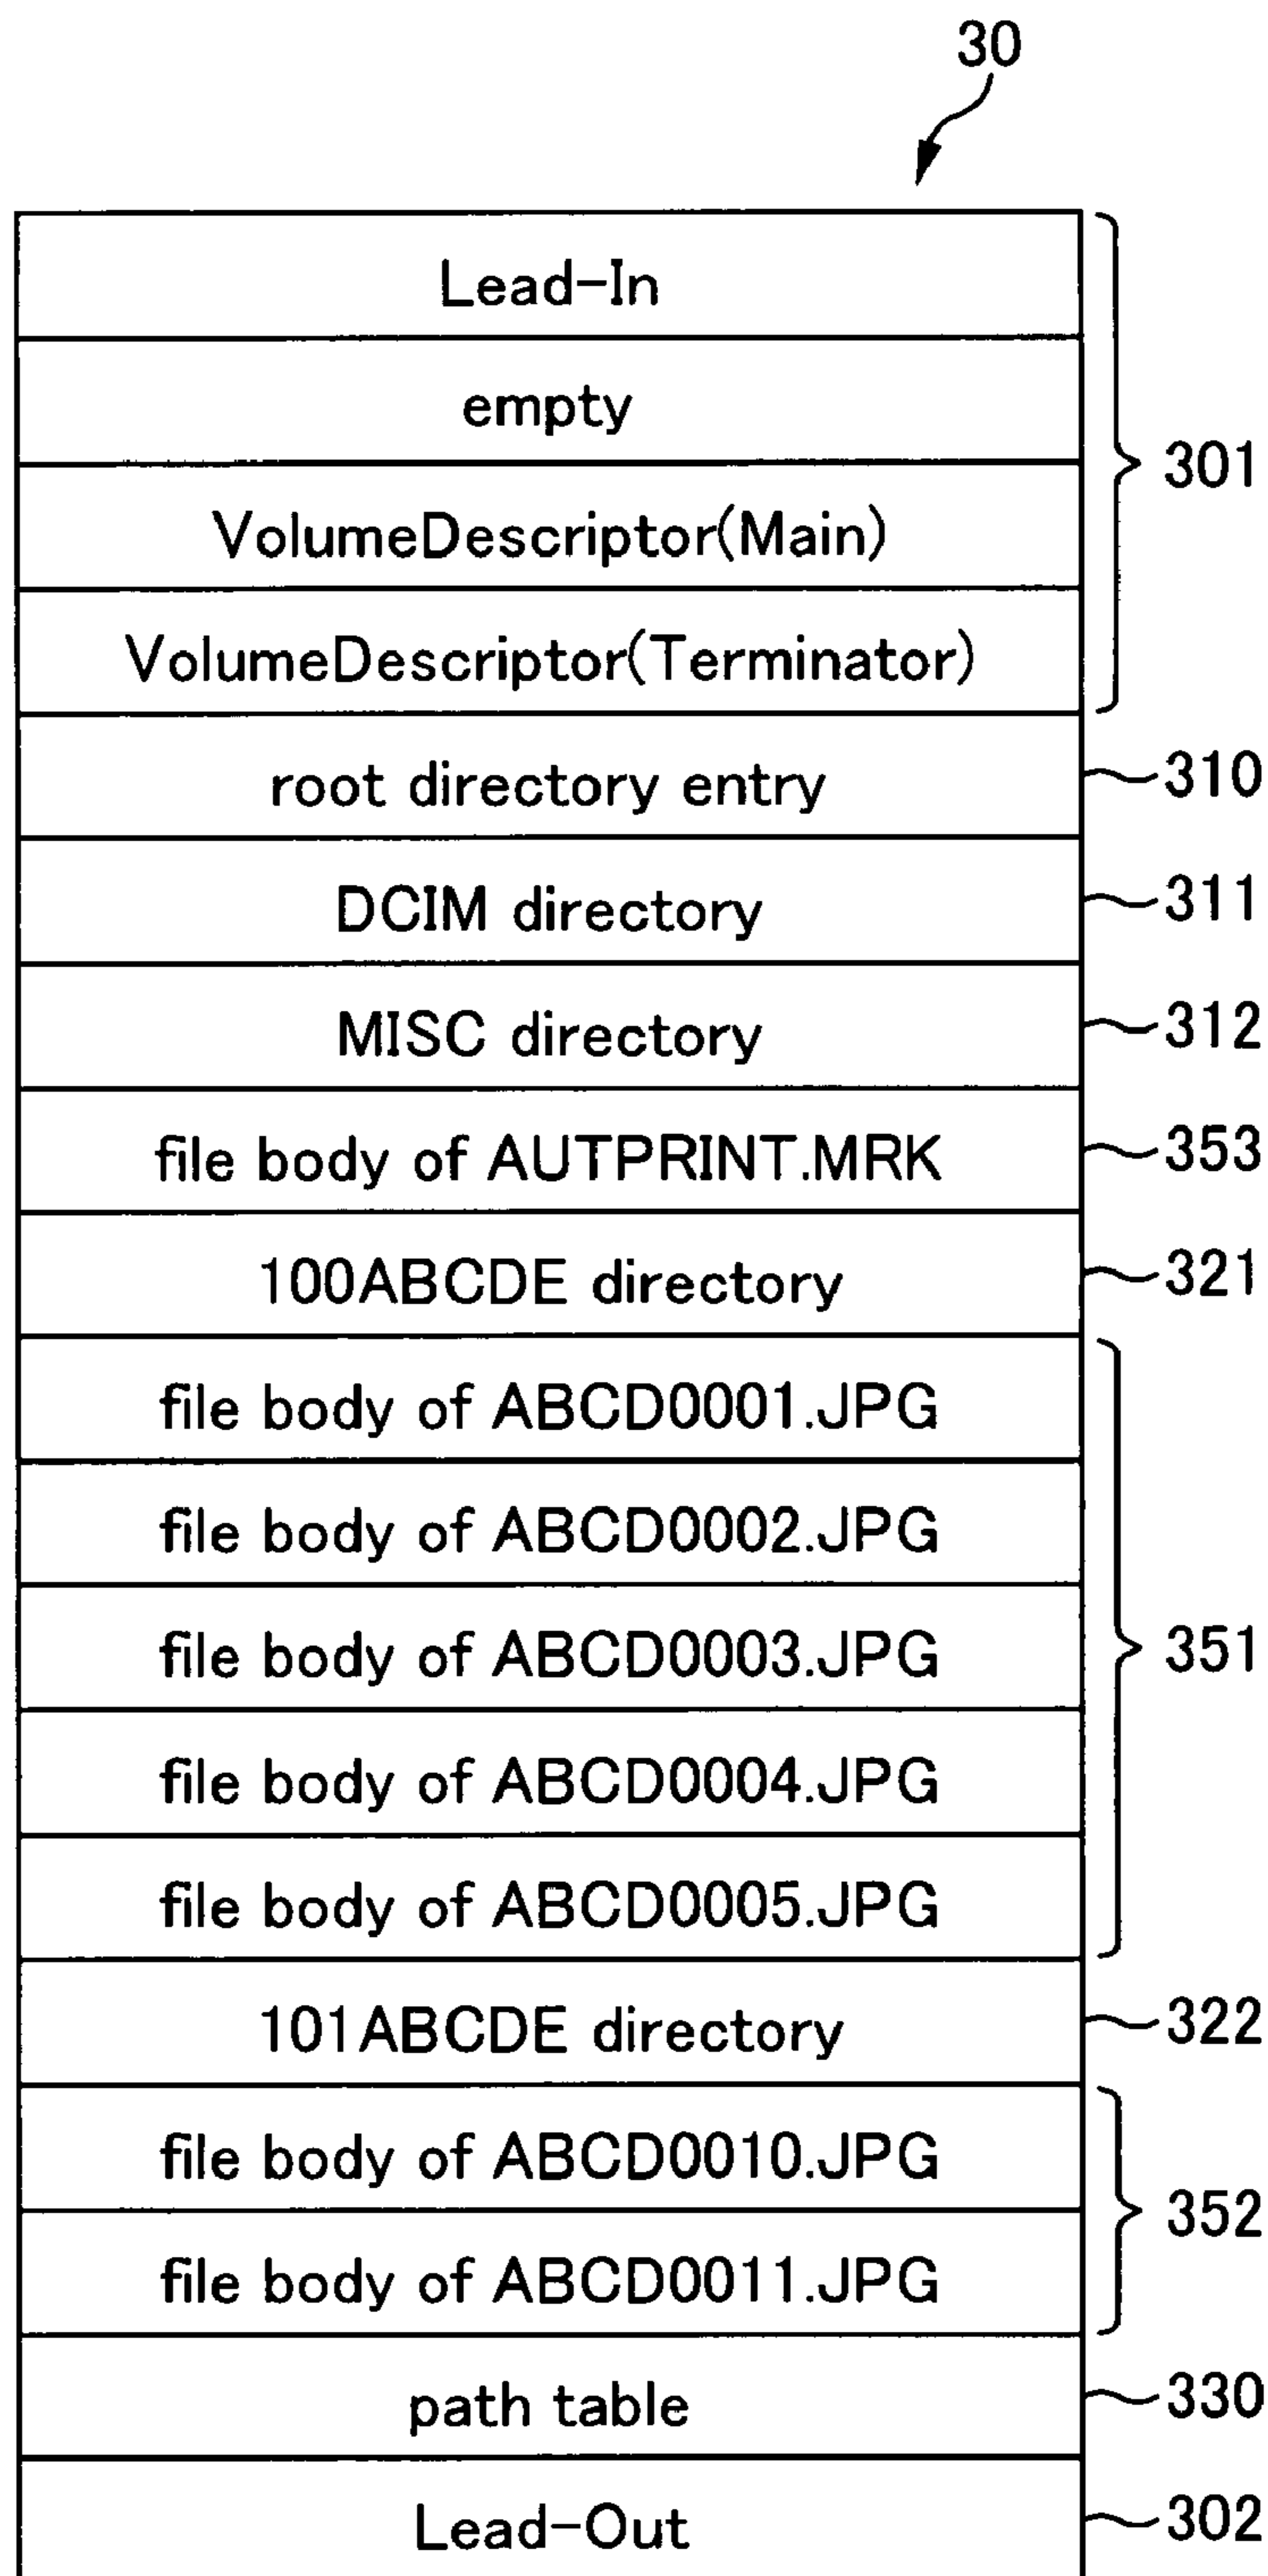 30
Lead-In
empty
VolumeDescriptor(Main)
VolumeDescriptor(Terminator)
301
root directory entry 310
DCIM directory 311
MISC directory 312
file body of AUTPRINT.MRK 353
100ABCDE directory 321
file body of ABCD0001.JPG
file body of ABCD0002.JPG
file body of ABCD0003.JPG
351
file body of ABCD0004.JPG
file body of ABCD0005.JPG
101ABCDE directory 322
file body of ABCD0010.JPG
352
file body of ABCD0011.JPG
path table 330
Lead-Out 302